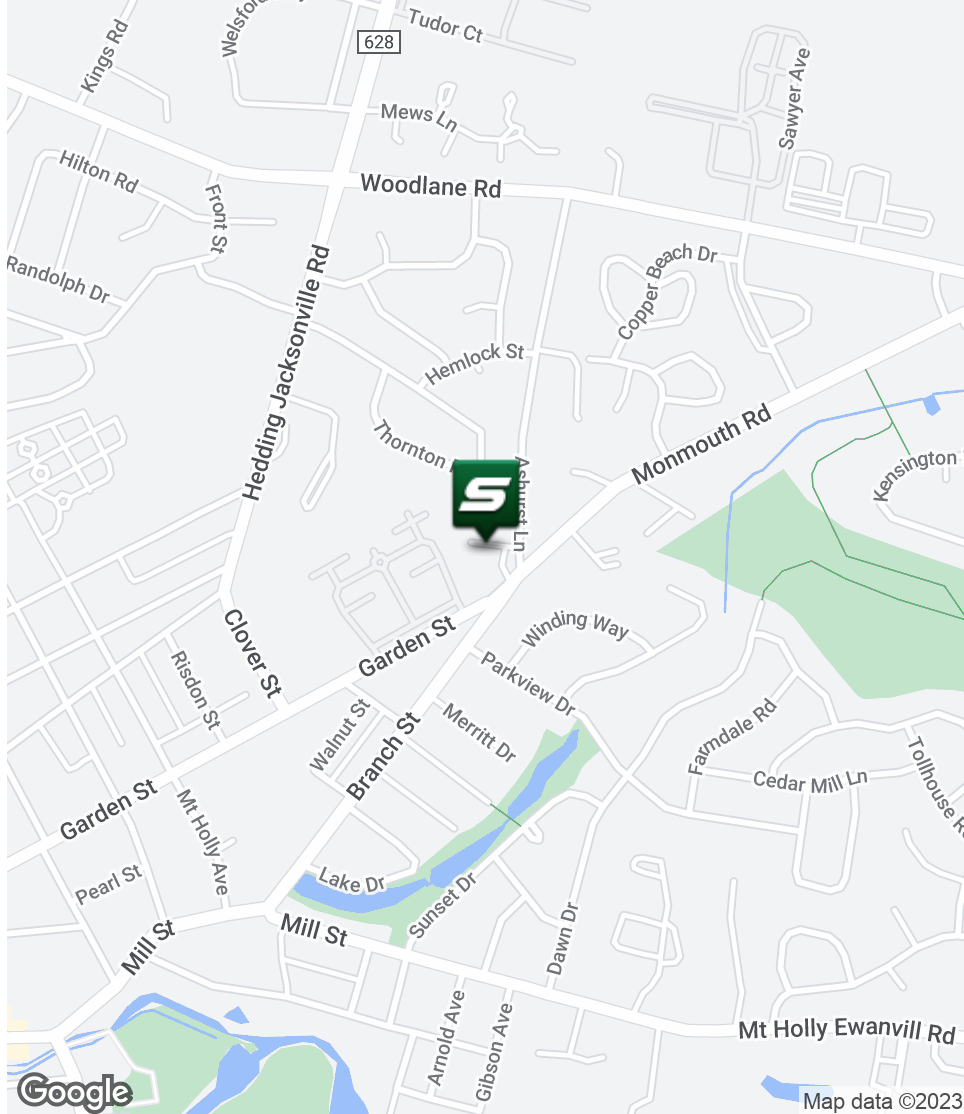 Welsford
Tudor Ct
628
Kings Rd
Sawyer Ave
Mews Ln
Hilton Rd
Woodlane Rd
Front St
Randolph Dr
Copper Beach Dr
Hedding Jacksonville Rd
Hemlock St
Monmouth Rd
Thornton
Kensington
S
Ashurst Ln
Clover St
Winding Way
Garden St
Risdon St
Parkview Dr
Walnut St
Merritt Dr
Farmdale Rd
Branch St
Cedar Mill Ln
Tollhouse Rd
Garden St
Mt Holly Ave
Pearl St
Lake Dr
Sunset Dr
Mill St
Mill St
Dawn Dr
Arnold Ave
Gibson Ave
Mt Holly Ewanvill Rd
Google
Map data ©2023